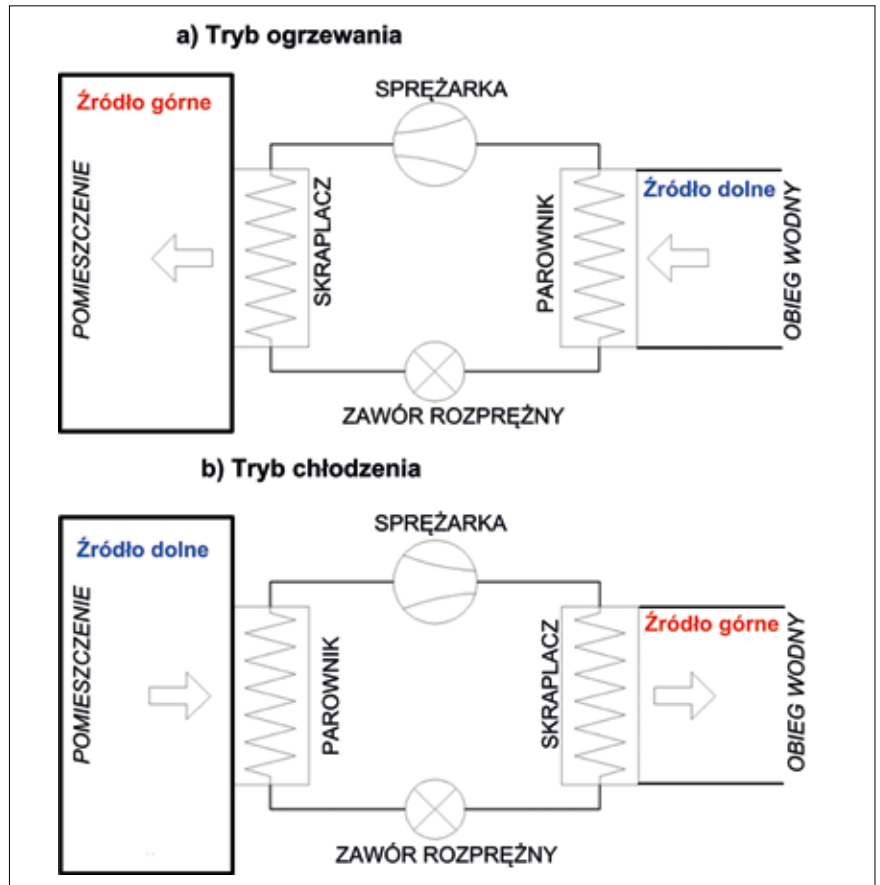 a) Tryb ogrzewania
Źródło górne
SPRĘŻARKA
POMIESZCZENIE
SKRAPLACZ
PAROWNIK
Źródło dolne
OBIEG WODNY
ZAWÓR ROZPRĘŻNY
b) Tryb chłodzenia
Źródło dolne
SPRĘŻARKA
POMIESZCZENIE
PAROWNIK
SKRAPLACZ
Źródło górne
OBIEG WODNY
ZAWÓR ROZPRĘŻNY